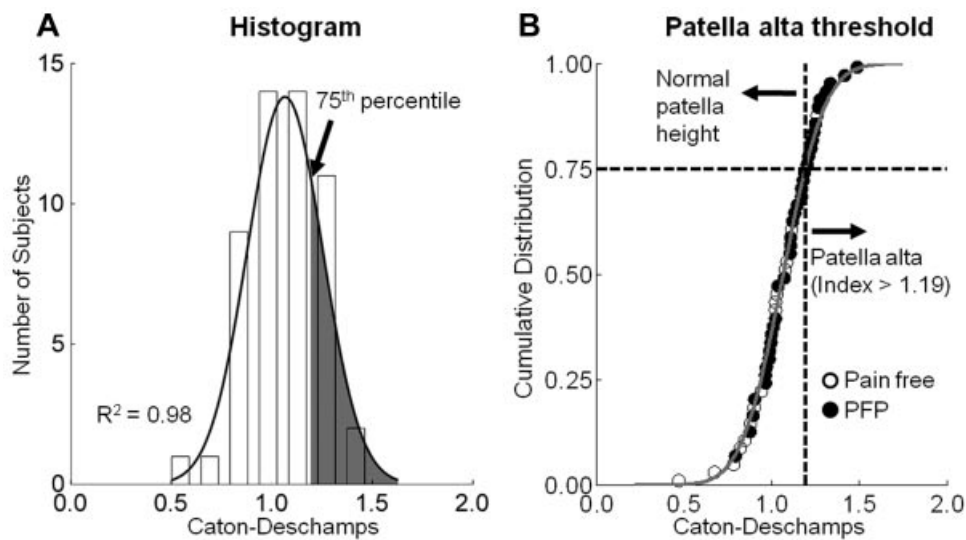 A
Histogram
15
10
5
0
Number of Subjects
75th percentile
R2 = 0.98
0.0
0.5
1.0
1.5
2.0
Caton-Deschamps
B
Patella alta threshold
1.00
0.75
0.50
0.25
0.00
Cumulative Distribution
Normal
patella
height
Patella alta
(Index > 1.19)
Pain free
PFP
0.0
0.5
1.0
1.5
2.0
Caton-Deschamps